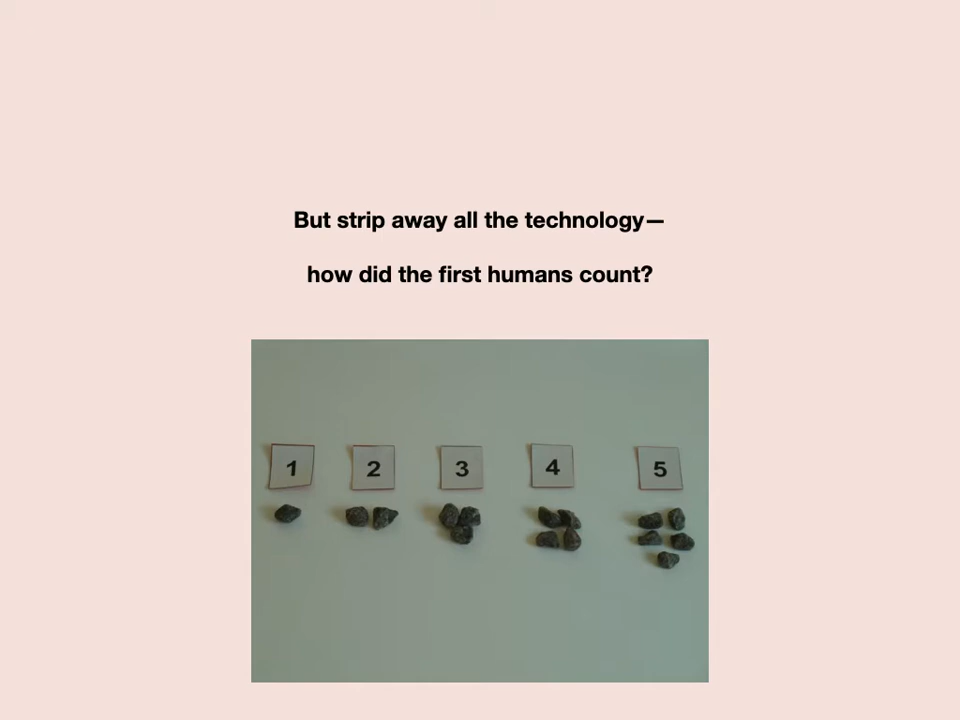 But strip away all the technology—
how did the first humans count?
1 2 3 4 5